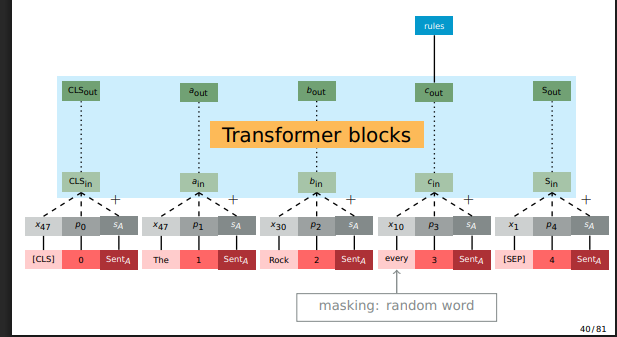 rules
CLSout aout bout cout Sout
Transformer blocks
CLSin ain bin cin Sin
+ + + + +
x47 p0 sA x47 p1 sA x30 p2 sA x10 p3 sA x1 p4 sA
[CLS] 0 SentA The 1 SentA Rock 2 SentA every 3 SentA [SEP] 4 SentA
masking: random word
40/81